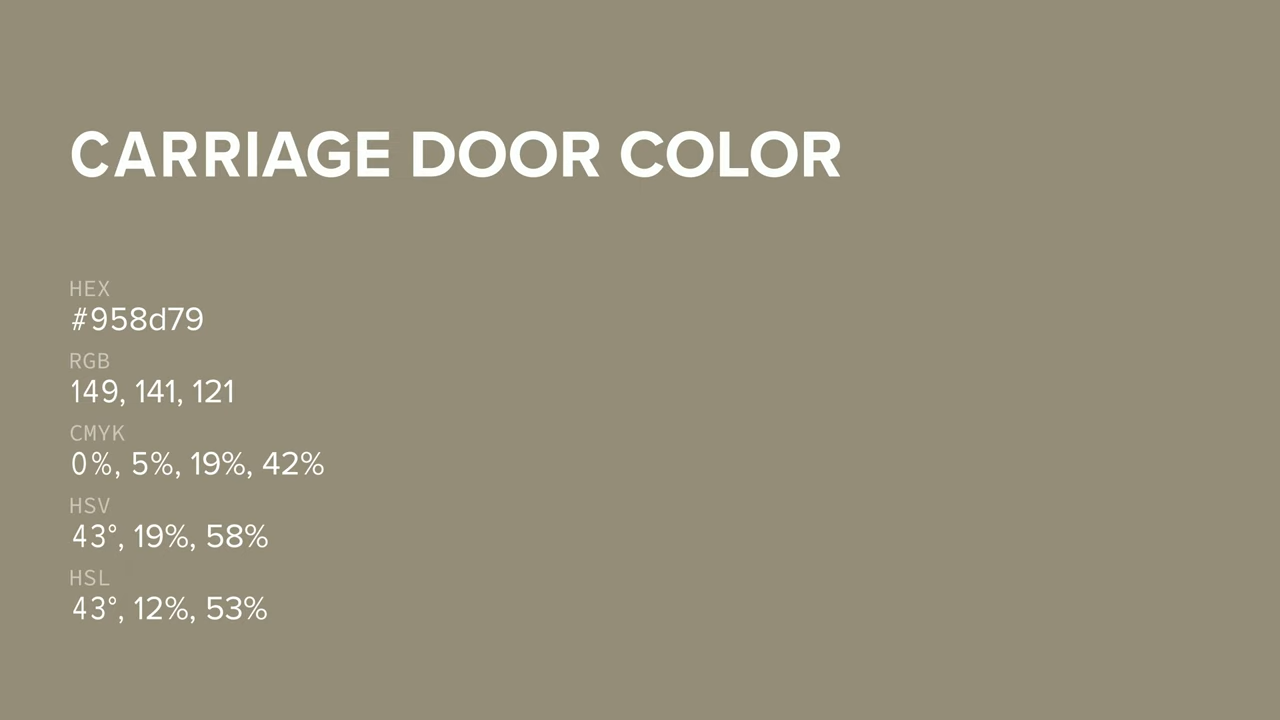 CARRIAGE DOOR COLOR
HEX
#958d79
RGB
149, 141, 121
CMYK
0%, 5%, 19%, 42%
HSV
43°, 19%, 58%
HSL
43°, 12%, 53%